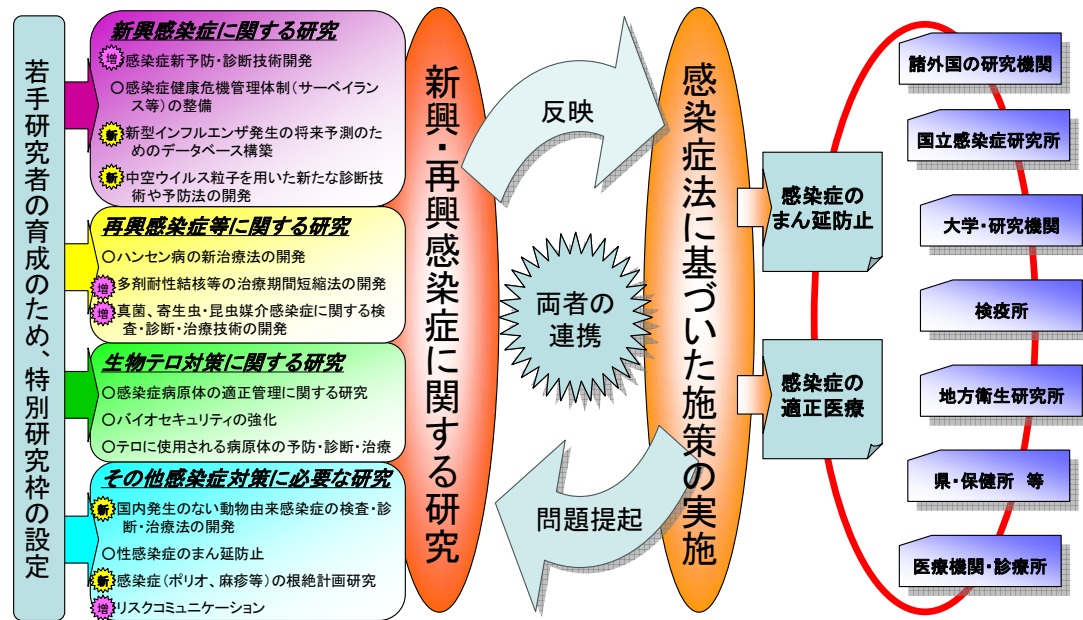 若手研究者の育成のため、特別研究枠の設定
新興感染症に関する研究
増 感染症新予防・診断技術開発
○感染症健康危機管理体制(サーベイラン
ス等)の整備
新 新型インフルエンザ発生の将来予測のた
めのデータベース構築
新 中空ウイルス粒子を用いた新たな診断技
術や予防法の開発
再興感染症等に関する研究
○ハンセン病の新治療法の開発
増 多剤耐性結核等の治療期間短縮法の開発
増 真菌、寄生虫・昆虫媒介感染症に関する検
査・診断・治療技術の開発
生物テロ対策に関する研究
○感染症病原体の適正管理に関する研究
○バイオセキュリティの強化
○テロに使用される病原体の予防・診断・治療
その他感染症対策に必要な研究
新 国内発生のない動物由来感染症の検査・診
断・治療法の開発
○性感染症のまん延防止
新 感染症(ポリオ、麻疹等)の根絶計画研究
増 リスクコミュニケーション
新興・再興感染症に関する研究
反映
両者の
連携
問題提起
感染症法に基づいた施策の実施
感染症の
まん延防止
感染症の
適正医療
諸外国の研究機関
国立感染症研究所
大学・研究機関
検疫所
地方衛生研究所
県・保健所 等
医療機関・診療所